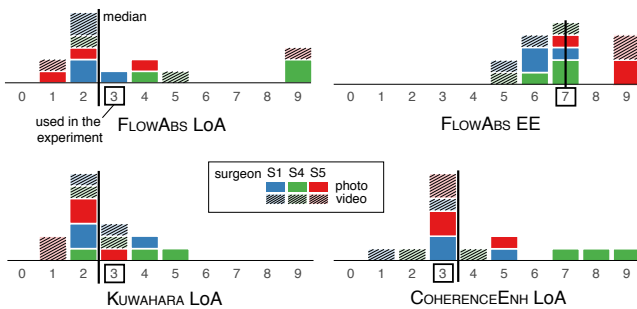 median
0 1 2 3 4 5 6 7 8 9
used in the
experiment
FLOWABS LOA
0 1 2 3 4 5 6 7 8 9
FLOWABS EE
surgeon S1 S4 S5
photo
video
0 1 2 3 4 5 6 7 8 9
KUWAHARA LOA
0 1 2 3 4 5 6 7 8 9
COHERENCEENH LOA